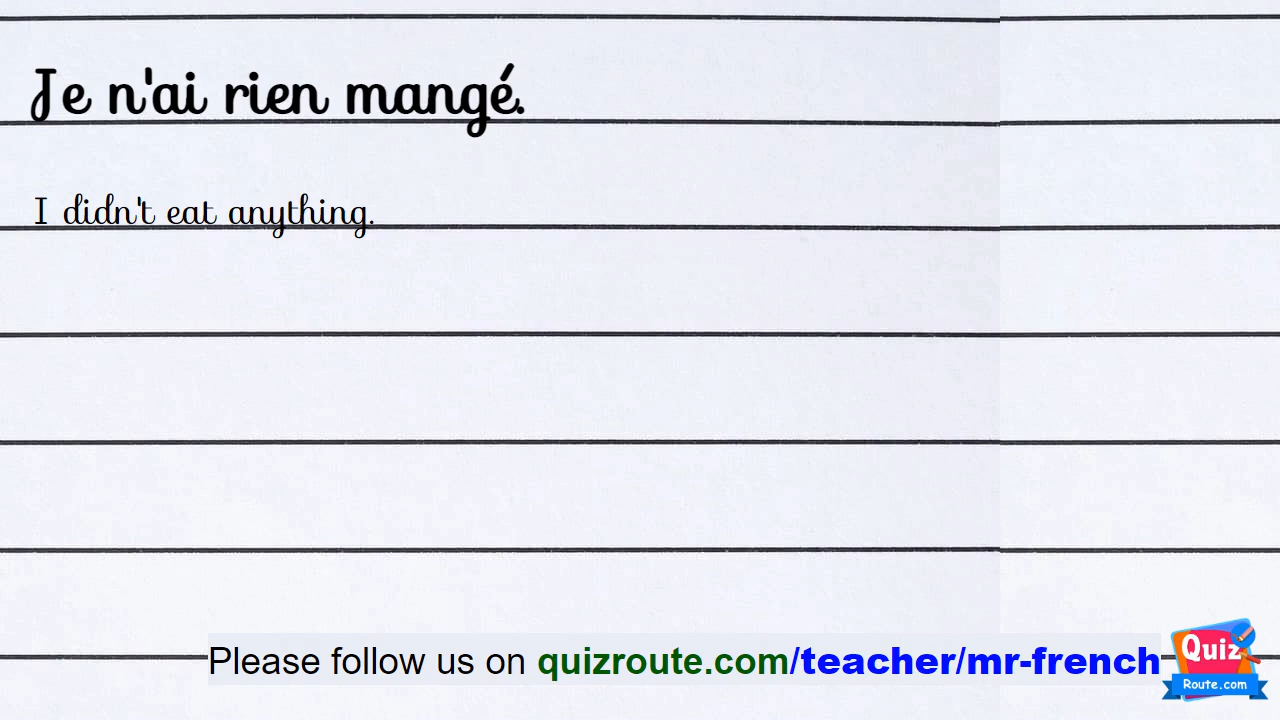 Je n'ai rien mangé.
I didn't eat anything.
Please follow us on quizroute.com/teacher/mr-french
Quiz
Route.com